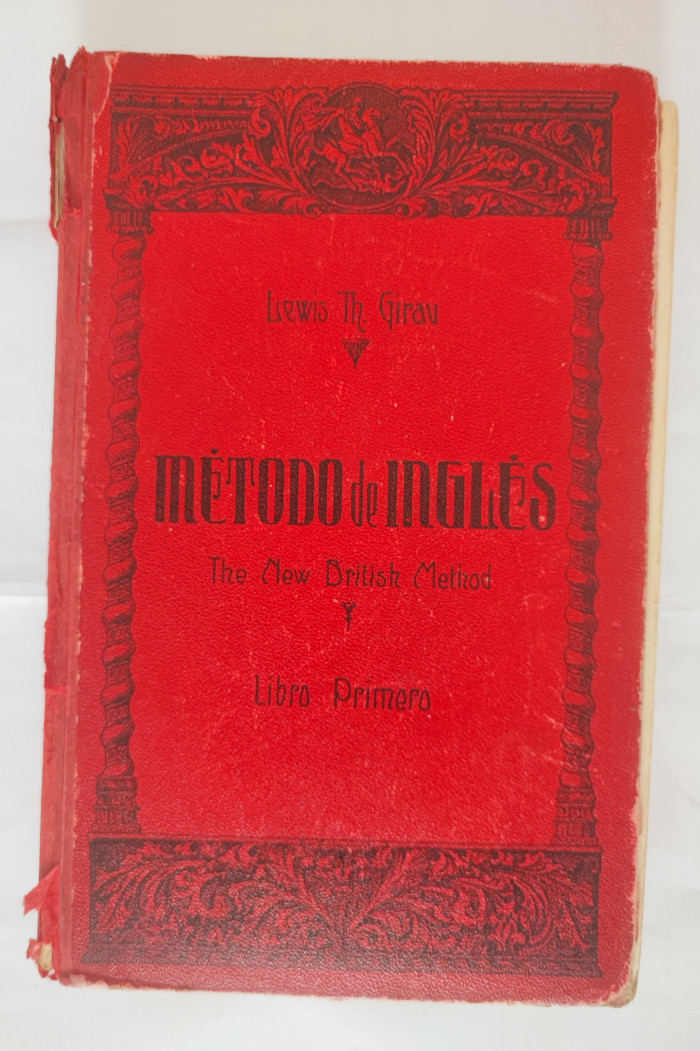 Lewis Th. Girau
MÉTODO de INGLÉS
The New British Method
Libro Primero